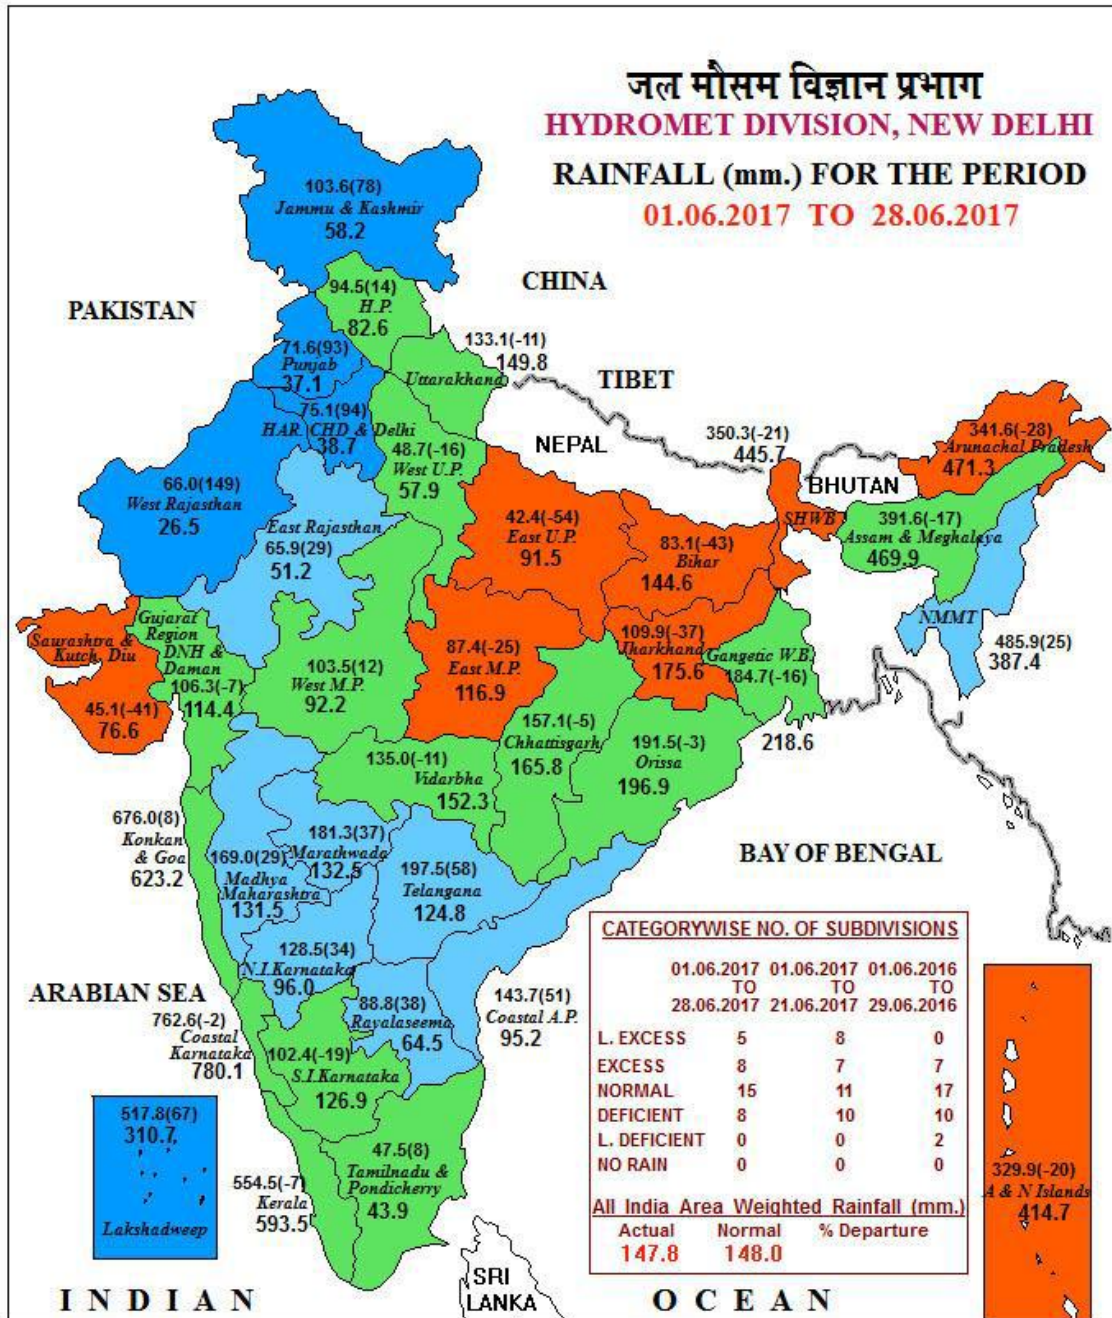 जल मौसम विज्ञान प्रभाग
HYDROMET DIVISION, NEW DELHI
RAINFALL (mm.) FOR THE PERIOD
01.06.2017 TO 28.06.2017
103.6(78)
Jammu & Kashmir
58.2
CHINA
PAKISTAN
94.5(14)
H.P.
82.6
133.1(-11)
149.8
Uttarakhand
TIBET
71.6(93)
Punjab
37.1
75.1(94)
HAR. CHD & Delhi
38.7
NEPAL
350.3(-21)
445.7
341.6(-28)
Arunachal Pradesh
471.3
48.7(-16)
West U.P.
57.9
BHUTAN
66.0(149)
West Rajasthan
26.5
East Rajasthan
65.9(29)
51.2
42.4(-54)
East U.P.
91.5
SHWB
83.1(-43)
Bihar
144.6
391.6(-17)
Assam & Meghalaya
469.9
NMMT
485.9(25)
387.4
Saurashtra &
Kutch, Diu
45.1(-41)
76.6
Gujarat
Region
DNH &
Daman
106.3(-7)
114.4
103.5(12)
West M.P.
92.2
87.4(-25)
East M.P.
116.9
109.9(-37)
Jharkhand
175.6
Gangetic W.B.
184.7(-16)
218.6
157.1(-5)
Chhattisgarh
165.8
191.5(-3)
Orissa
196.9
135.0(-11)
Vidarbha
152.3
676.0(8)
Konkan
& Goa
623.2
181.3(37)
Marathwada
132.5
169.0(29)
Madhya
Maharashtra
131.5
197.5(58)
Telangana
124.8
BAY OF BENGAL
128.5(34)
N.I.Karnataka
96.0
ARABIAN SEA
762.6(-2)
Coastal
Karnataka
780.1
88.8(38)
Rayalaseema
64.5
143.7(51)
Coastal A.P.
95.2
102.4(-19)
S.I.Karnataka
126.9
517.8(67)
310.7
Lakshadweep
47.5(8)
Tamilnadu &
Pondicherry
43.9
554.5(-7)
Kerala
593.5
CATEGORYWISE NO. OF SUBDIVISIONS
01.06.2017 01.06.2017 01.06.2016
TO TO TO
28.06.2017 21.06.2017 29.06.2016
L. EXCESS 5 8 0
EXCESS 8 7 7
NORMAL 15 11 17
DEFICIENT 8 10 10
L. DEFICIENT 0 0 2
NO RAIN 0 0 0
All India Area Weighted Rainfall (mm.)
Actual Normal % Departure
147.8 148.0
329.9(-20)
A & N Islands
414.7
SRI
LANKA
INDIAN OCEAN